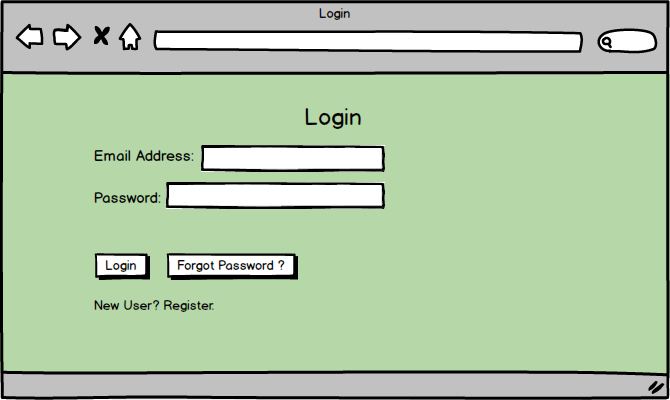 Login
Login
Email Address:
Password:
Login
Forgot Password ?
New User? Register.